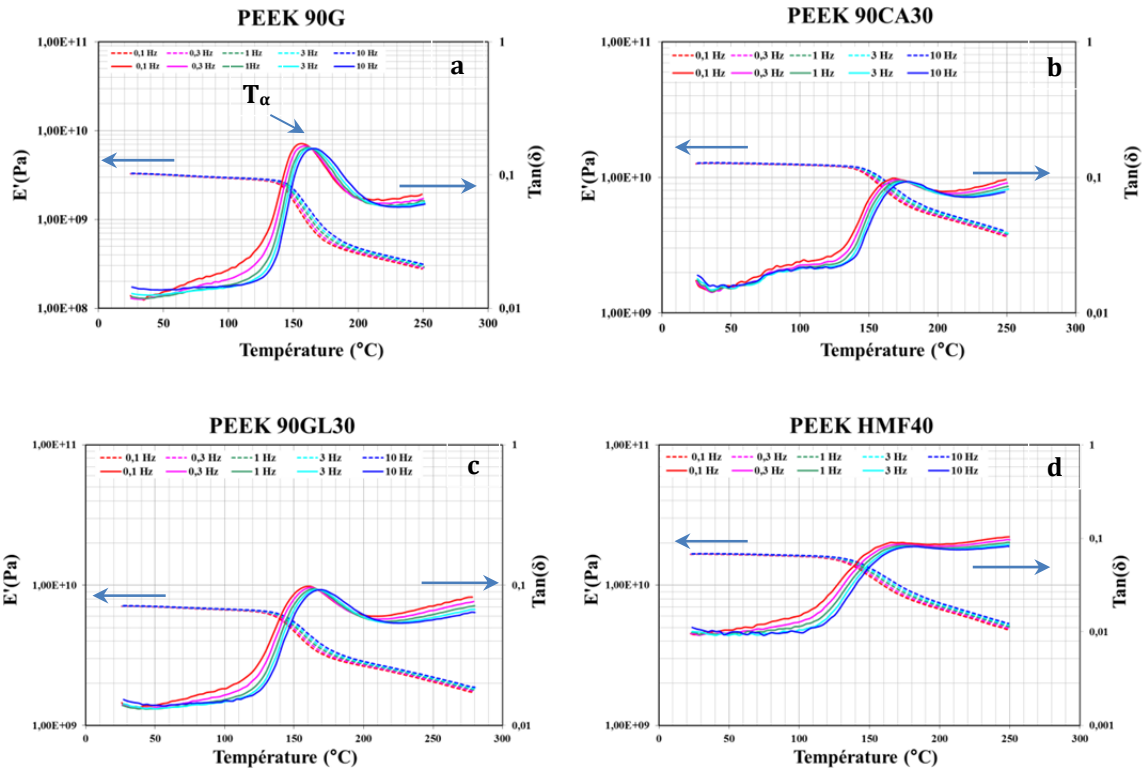 PEEK 90G
a
1,00E+11
1,00E+10
1,00E+09
1,00E+08
E'(Pa)
0,1 Hz 0,3 Hz 1 Hz 3 Hz 10 Hz
0,1 Hz 0,3 Hz 1Hz 3 Hz 10 Hz
Tα
1
0,1
0,01
Tan(δ)
0 50 100 150 200 250 300
Température (°C)
PEEK 90CA30
b
1,00E+11
1,00E+10
1,00E+09
E'(Pa)
0,1 Hz 0,3 Hz 1 Hz 3 Hz 10 Hz
0,1 Hz 0,3 Hz 1 Hz 3 Hz 10 Hz
1
0,1
0,01
Tan(δ)
0 50 100 150 200 250 300
Température (°C)
PEEK 90GL30
c
1,00E+11
1,00E+10
1,00E+09
E'(Pa)
0,1 Hz 0,3 Hz 1 Hz 3 Hz 10 Hz
0,1 Hz 0,3 Hz 1 Hz 3 Hz 10 Hz
1
0,1
0,01
Tan(δ)
0 50 100 150 200 250 300
Température (°C)
PEEK HMF40
d
1,00E+11
1,00E+10
1,00E+09
E'(Pa)
0,1 Hz 0,3 Hz 1 Hz 3 Hz 10 Hz
0,1 Hz 0,3 Hz 1 Hz 3 Hz 10 Hz
1
0,1
0,01
0,001
Tan(δ)
0 50 100 150 200 250 300
Température (°C)